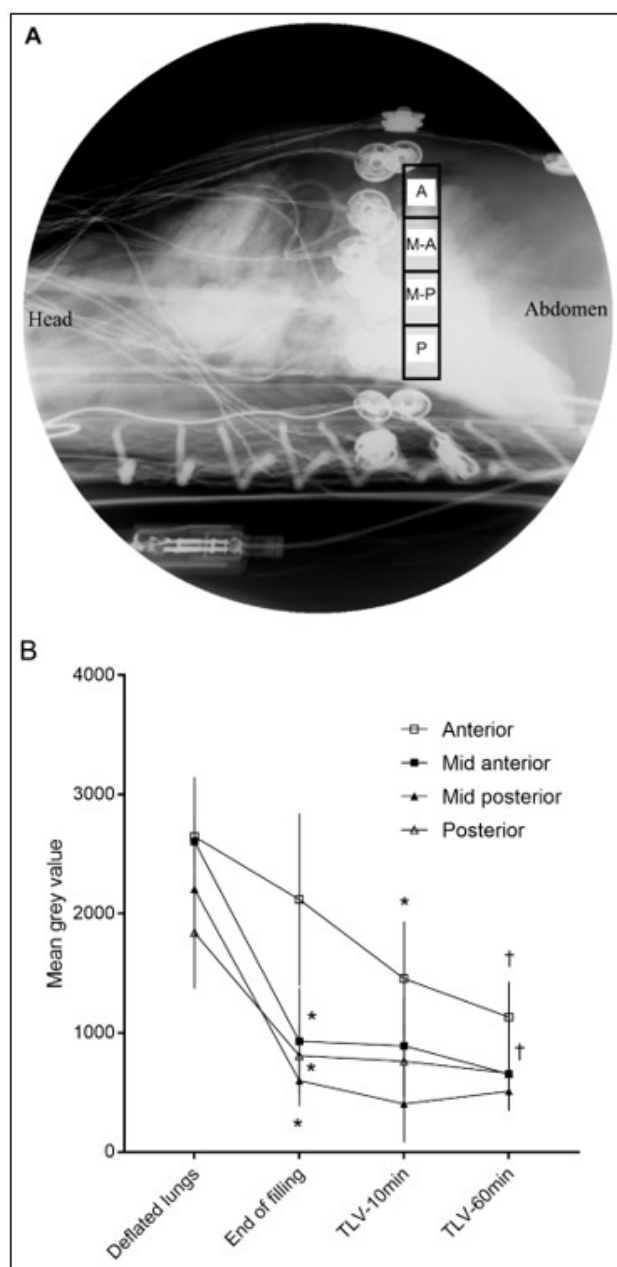 A
A
M-A
M-P
P
Head
Abdomen
B
Mean grey value
4000
3000
2000
1000
0
Anterior
Mid anterior
Mid posterior
Posterior
*
*
*
*
†
†
Deflated lungs
End of filling
TLV-10min
TLV-60min